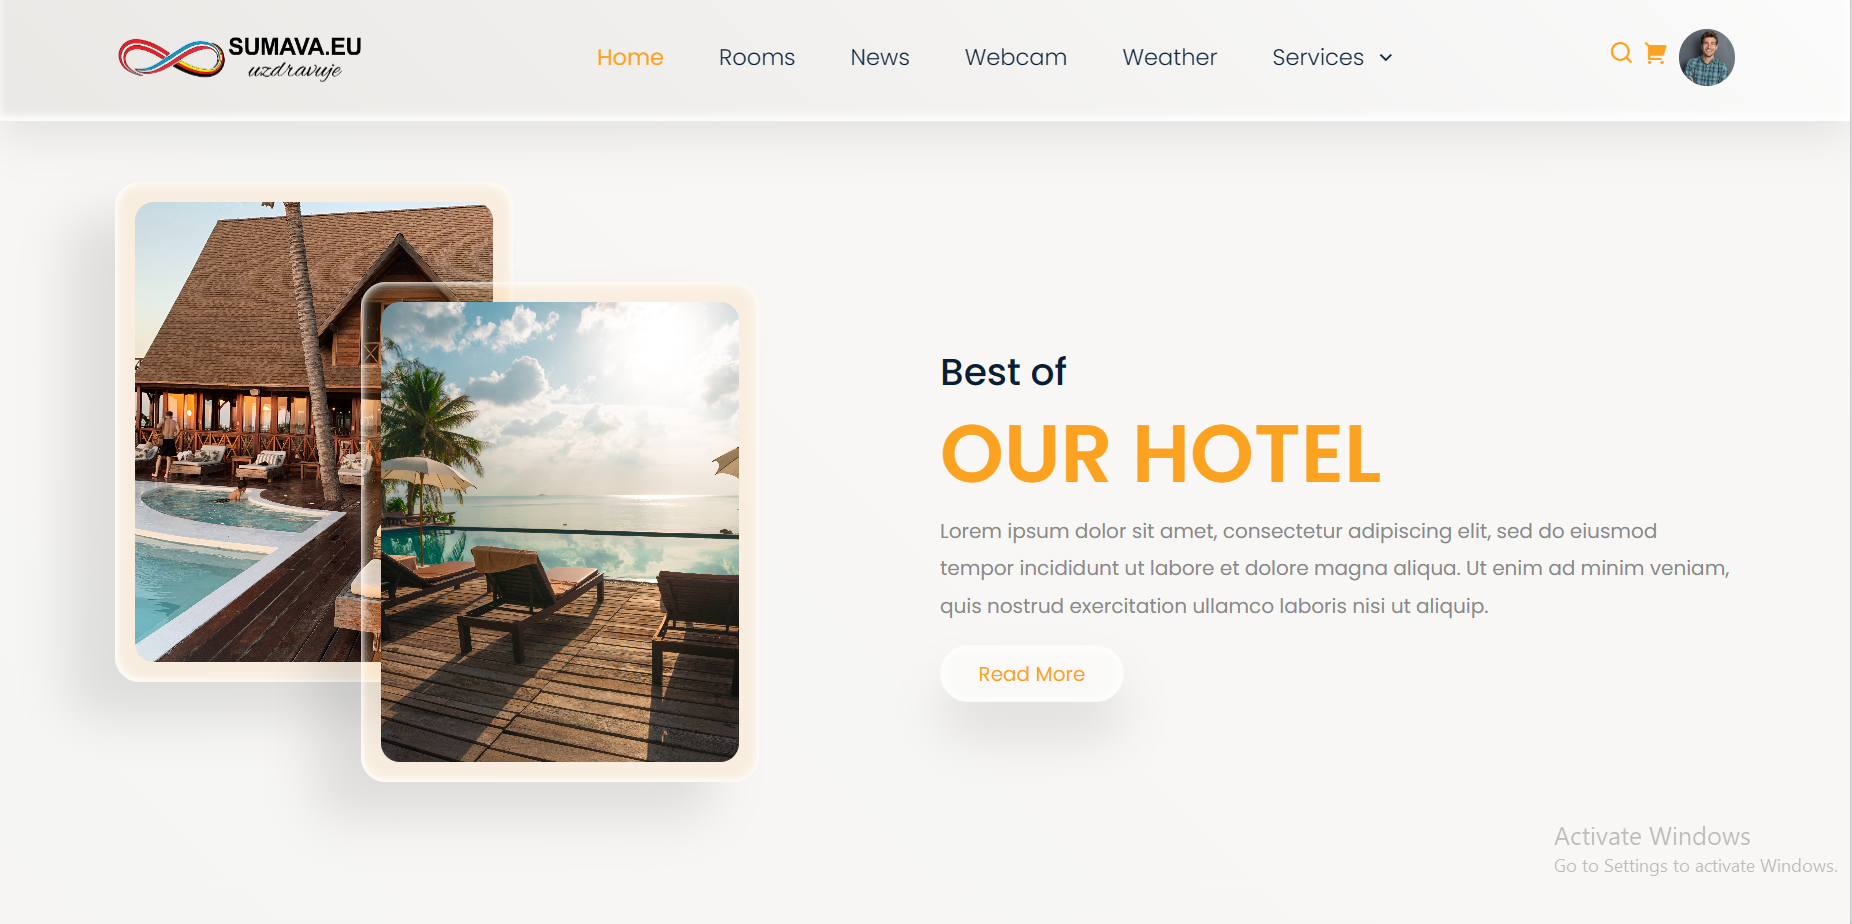 SUMAVA.EU
uzdravuje
Home Rooms News Webcam Weather Services
Best of
OUR HOTEL
Lorem ipsum dolor sit amet, consectetur adipiscing elit, sed do eiusmod
tempor incididunt ut labore et dolore magna aliqua. Ut enim ad minim veniam,
quis nostrud exercitation ullamco laboris nisi ut aliquip.
Read More
Activate Windows
Go to Settings to activate Windows.